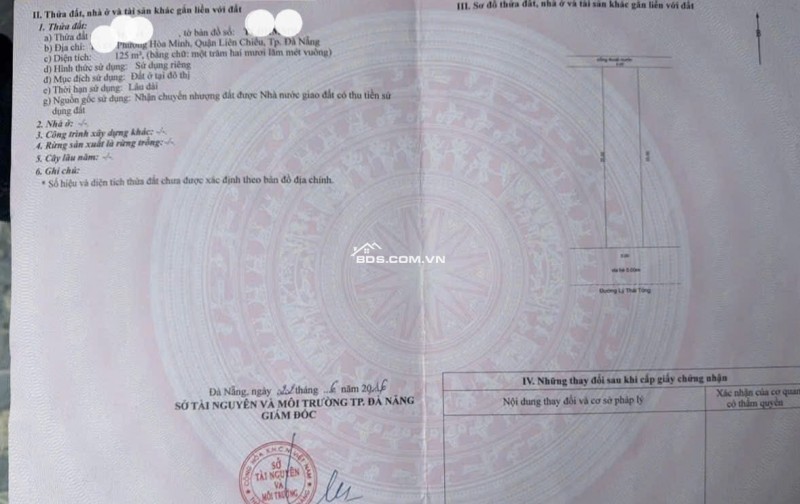 II. Thửa đất, nhà ở và tài sản khác gắn liền với đất
1. Thửa đất:
a) Thửa đất , tờ bản đồ số:
b) Địa chỉ: Phường Hòa Minh, Quận Liên Chiểu, Tp. Đà Nẵng
c) Diện tích: 125 m², (bằng chữ: một trăm hai mươi lăm mét vuông)
d) Hình thức sử dụng: Sử dụng riêng
đ) Mục đích sử dụng: Đất ở tại đô thị
e) Thời hạn sử dụng: Lâu dài
g) Nguồn gốc sử dụng: Nhận chuyển nhượng đất được Nhà nước giao đất có thu tiền sử
dụng đất
2. Nhà ở: -/-
3. Công trình xây dựng khác: -/-
4. Rừng sản xuất là rừng trồng: -/-
5. Cây lâu năm: -/-
6. Ghi chú:
* Số hiệu và diện tích thửa đất chưa được xác định theo bản đồ địa chính.
Đà Nẵng, ngày tháng năm 20
SỞ TÀI NGUYÊN VÀ MÔI TRƯỜNG TP. ĐÀ NẴNG
GIÁM ĐỐC
SỞ
TÀI NGUYÊN
VÀ
MÔI TRƯỜNG
BDS.COM.VN
III. Sơ đồ thửa đất, nhà ở và tài sản khác gắn liền với đất
Đường Lý Thái Tông
IV. Những thay đổi sau khi cấp giấy chứng nhận
Nội dung thay đổi và cơ sở pháp lý
Xác nhận của cơ quan
có thẩm quyền